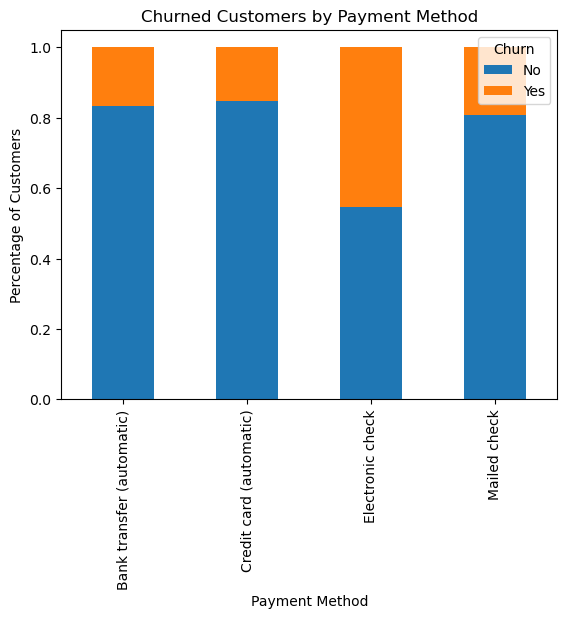 Churned Customers by Payment Method
Churn
No
Yes
Percentage of Customers
1.0
0.8
0.6
0.4
0.2
0.0
Bank transfer (automatic)
Credit card (automatic)
Electronic check
Mailed check
Payment Method